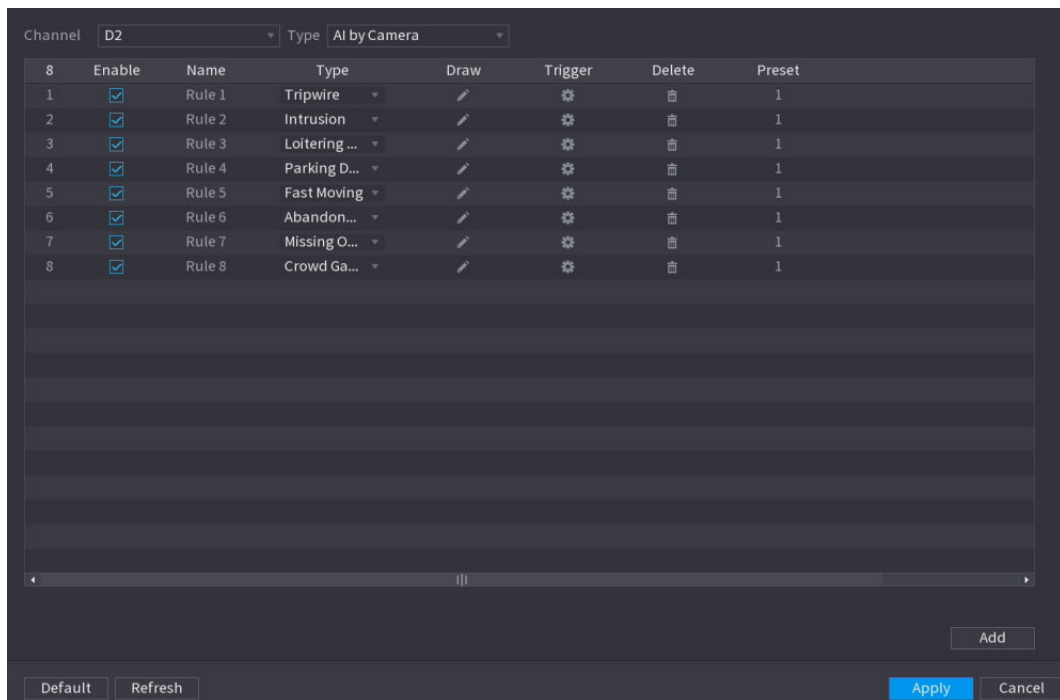 Channel D2 Type AI by Camera
8 Enable Name Type Draw Trigger Delete Preset
1 Rule 1 Tripwire 1
2 Rule 2 Intrusion 1
3 Rule 3 Loitering ... 1
4 Rule 4 Parking D... 1
5 Rule 5 Fast Moving 1
6 Rule 6 Abandon... 1
7 Rule 7 Missing O... 1
8 Rule 8 Crowd Ga... 1
Add
Default Refresh Apply Cancel